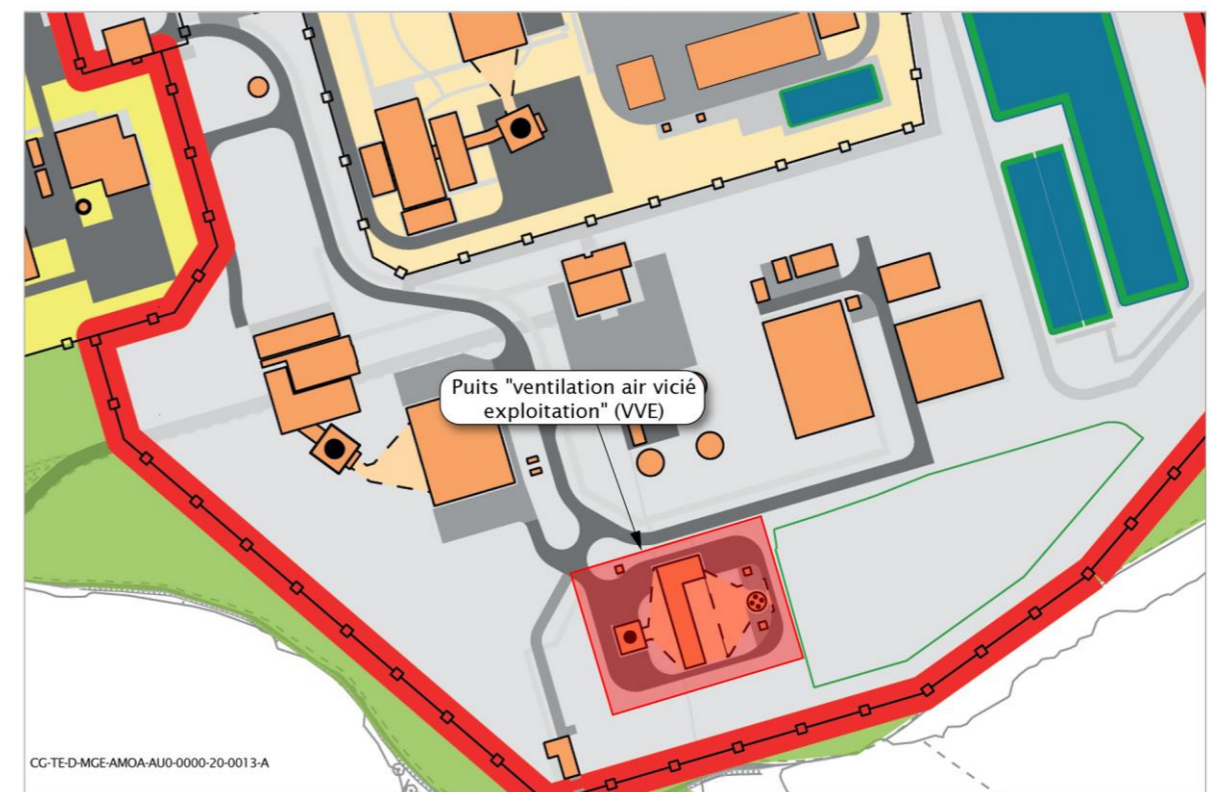 Puits "ventilation air vicié
exploitation" (VVE)
CG-TE-D-MGE-AMOA-AU0-0000-20-0013-A